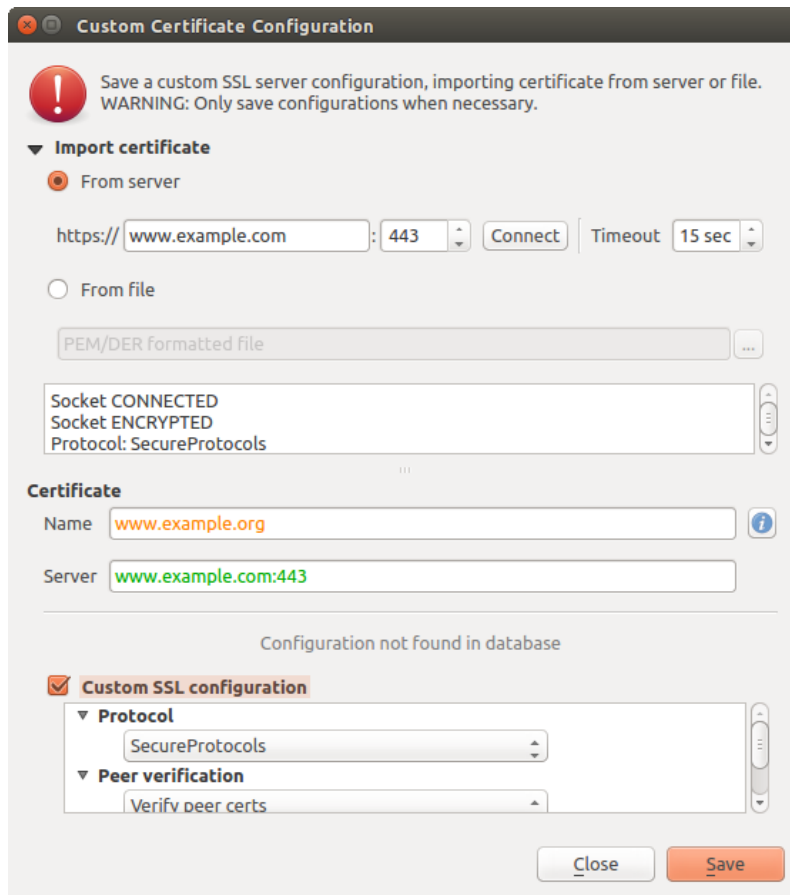 Custom Certificate Configuration
Save a custom SSL server configuration, importing certificate from server or file.
WARNING: Only save configurations when necessary.
Import certificate
From server
https:// www.example.com : 443 Connect Timeout 15 sec
From file
PEM/DER formatted file ...
Socket CONNECTED
Socket ENCRYPTED
Protocol: SecureProtocols
Certificate
Name www.example.org
Server www.example.com:443
Configuration not found in database
Custom SSL configuration
Protocol
SecureProtocols
Peer verification
Verify peer certs
Close Save